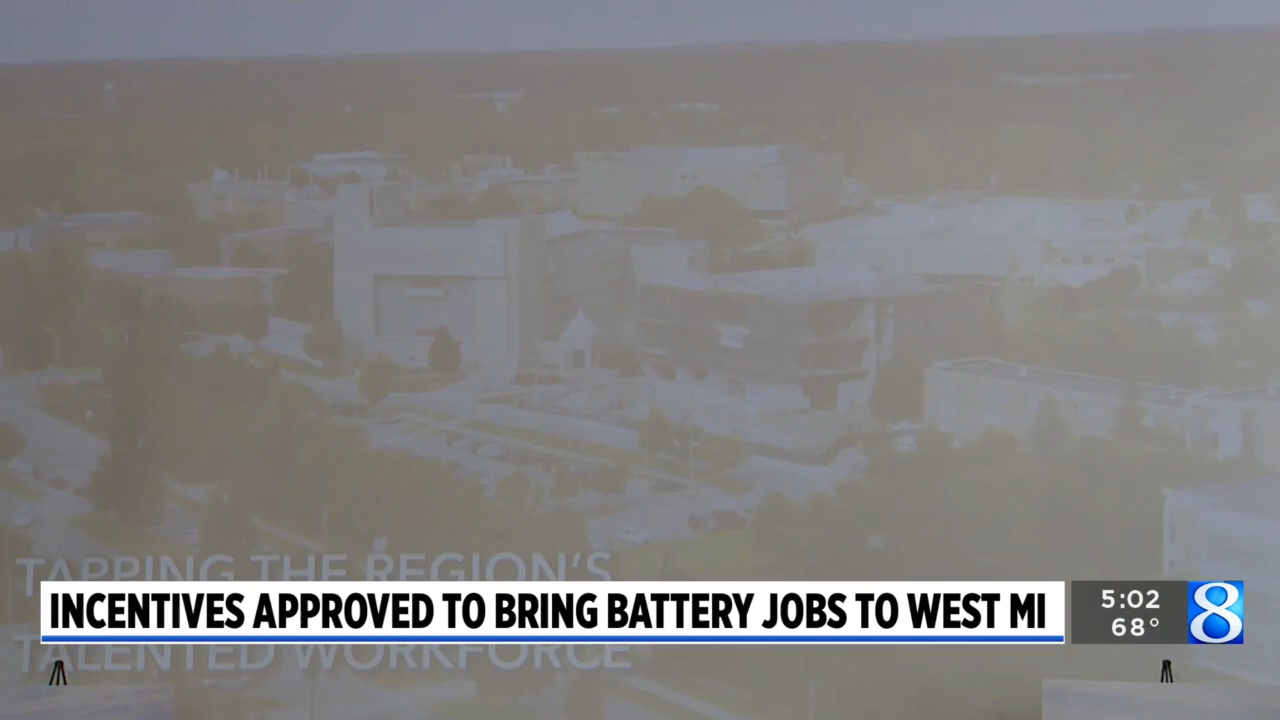 TAPPING THE REGION'S
INCENTIVES APPROVED TO BRING BATTERY JOBS TO WEST MI
5:02
68°
8
TALENTED WORKFORCE